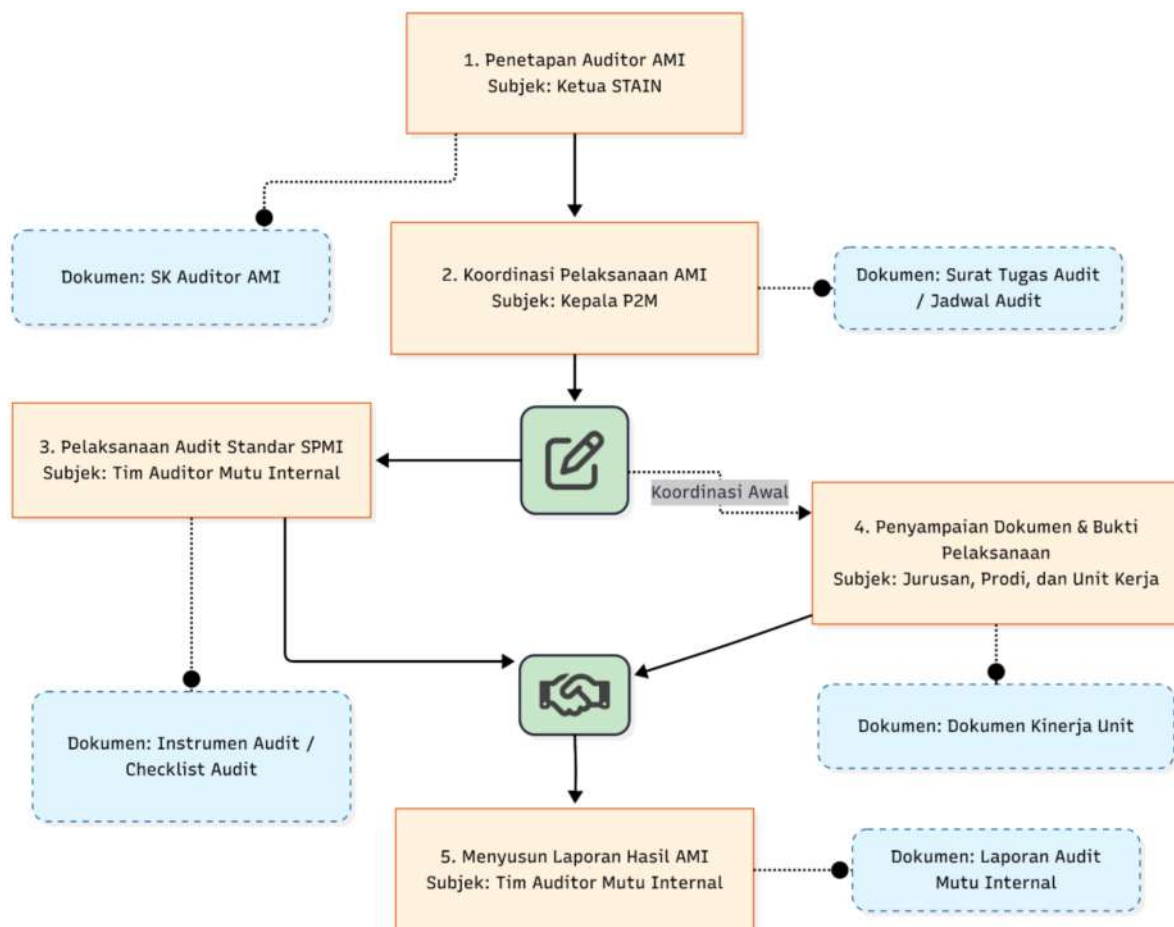 1. Penetapan Auditor AMI
Subjek: Ketua STAIN
Dokumen: SK Auditor AMI
2. Koordinasi Pelaksanaan AMI
Subjek: Kepala P2M
Dokumen: Surat Tugas Audit
/ Jadwal Audit
3. Pelaksanaan Audit Standar SPMI
Subjek: Tim Auditor Mutu Internal
Koordinasi Awal
4. Penyampaian Dokumen & Bukti
Pelaksanaan
Subjek: Jurusan, Prodi, dan Unit Kerja
Dokumen: Instrumen Audit /
Checklist Audit
Dokumen: Dokumen Kinerja Unit
5. Menyusun Laporan Hasil AMI
Subjek: Tim Auditor Mutu Internal
Dokumen: Laporan Audit
Mutu Internal